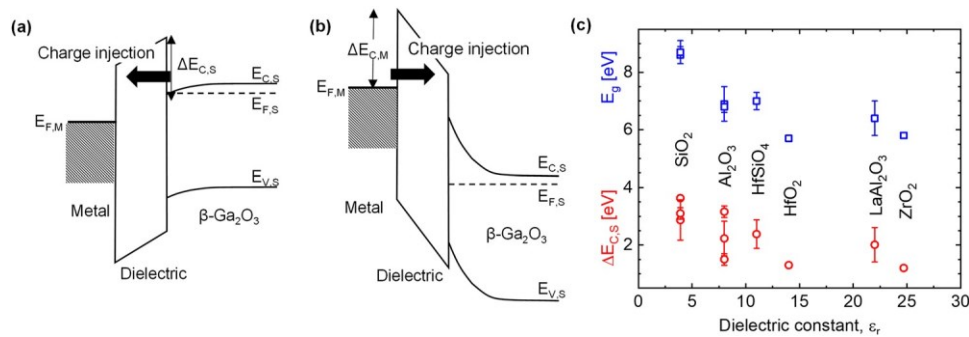 (a)
Charge injection
ΔE_C,S
E_C,S
E_F,S
E_F,M
E_V,S
Metal
β-Ga₂O₃
Dielectric
(b)
ΔE_C,M
Charge injection
E_F,M
E_C,S
E_F,S
Metal
β-Ga₂O₃
Dielectric
E_V,S
(c)
E_g [eV]
ΔE_C,S [eV]
8
6
4
2
SiO₂
Al₂O₃
HfSiO₄
HfO₂
LaAl₂O₃
ZrO₂
0 5 10 15 20 25 30
Dielectric constant, ε_r